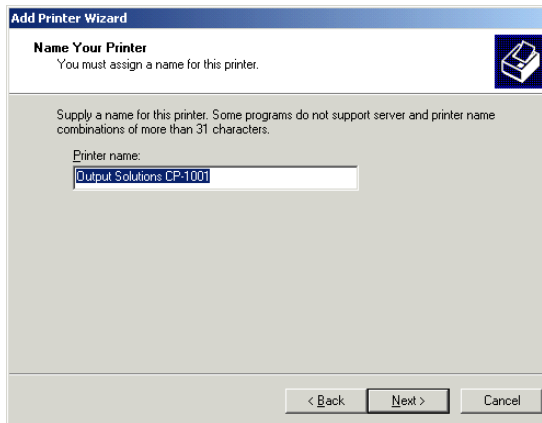 Add Printer Wizard
Name Your Printer
You must assign a name for this printer.
Supply a name for this printer. Some programs do not support server and printer name
combinations of more than 31 characters.
Printer name:
Output Solutions CP-1001
< Back
Next >
Cancel